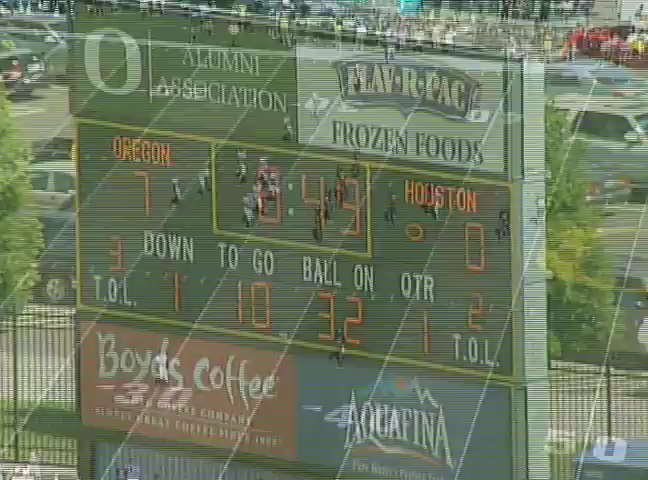 O ALUMNI ASSOCIATION
FLAV-R-PAC
FROZEN FOODS
OREGON HOUSTON
7 8:49 0
3 DOWN TO GO BALL ON QTR 2
T.O.L. 1 10 32 1 T.O.L.
Boyds Coffee
AQUAFINA